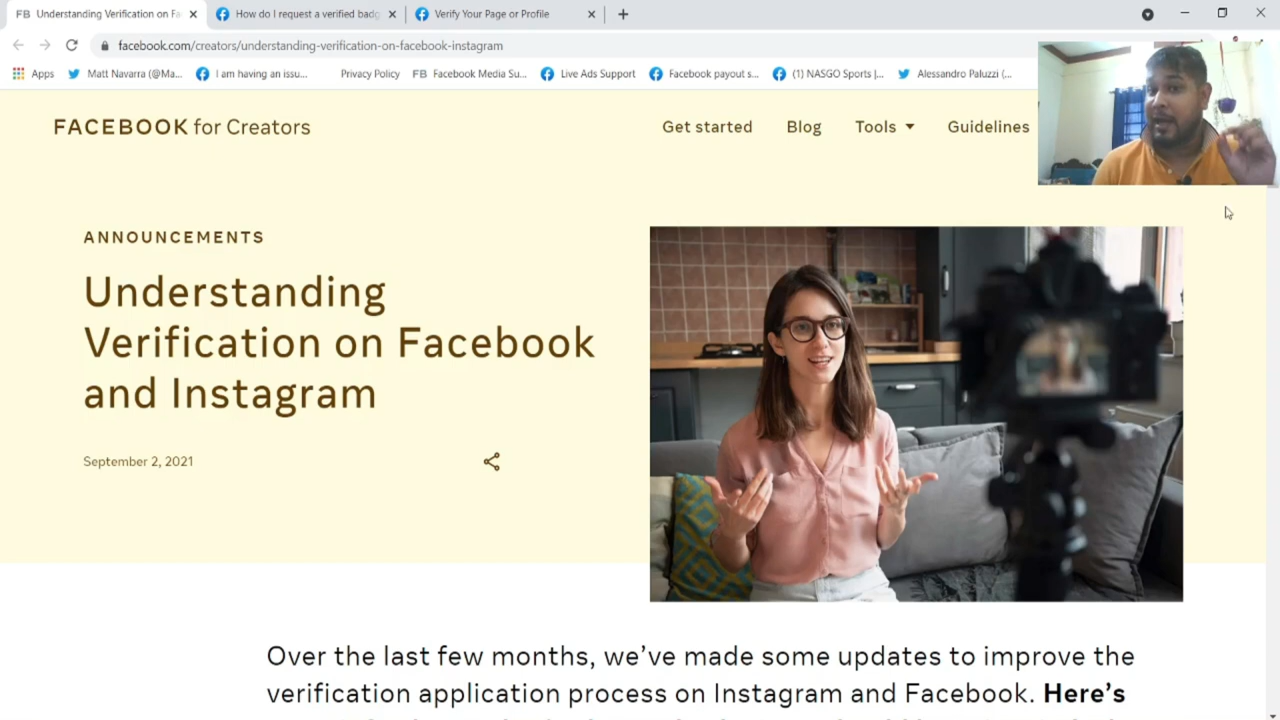 FB Understanding Verification on Fa
How do I request a verified badg
Verify Your Page or Profile
facebook.com/creators/understanding-verification-on-facebook-instagram
Apps
Matt Navarra (@Ma...
I am having an issu...
Privacy Policy
FB Facebook Media Su...
Live Ads Support
Facebook payout s...
(1) NASGO Sports |...
Alessandro Paluzzi (...
FACEBOOK for Creators
Get started
Blog
Tools
Guidelines
ANNOUNCEMENTS
Understanding
Verification on Facebook
and Instagram
September 2, 2021
Over the last few months, we’ve made some updates to improve the
verification application process on Instagram and Facebook. Here’s